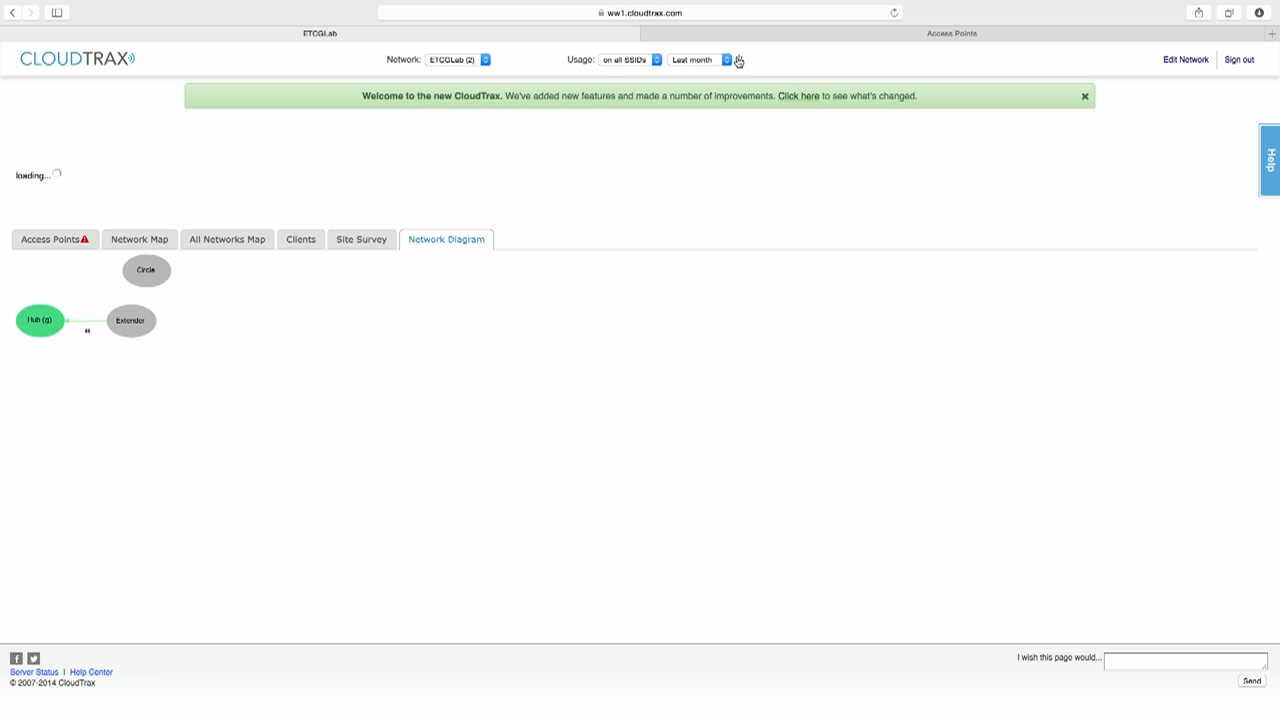 ww1.cloudtrax.com
ETCGLab
Access Points
CLOUDTRAX
Network: ETCGLab (2)
Usage: on all SSIDs Last month
Edit Network Sign out
Welcome to the new CloudTrax. We've added new features and made a number of improvements. Click here to see what's changed.
Help
loading...
Access Points
Network Map
All Networks Map
Clients
Site Survey
Network Diagram
Circle
Hub (g)
Extender
Server Status | Help Center
© 2007-2014 CloudTrax
I wish this page would...
Send